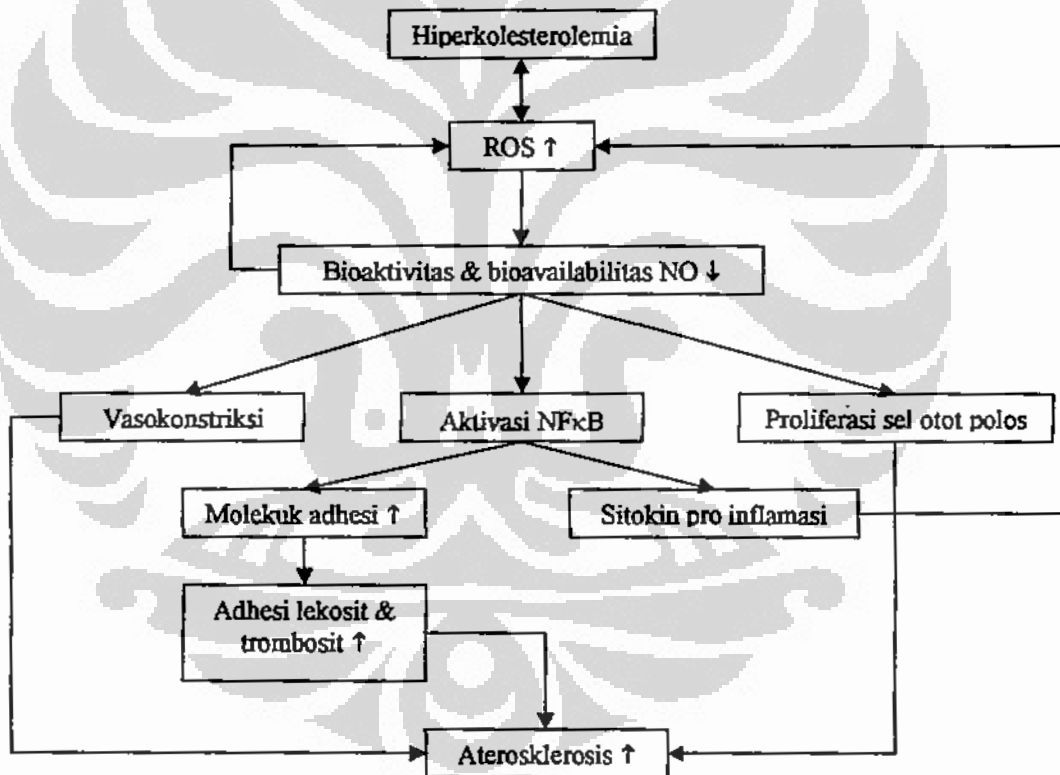 Hiperkolesterolemia
ROS ↑
Bioaktivitas & bioavailabilitas NO ↓
Vasokonstriksi
Aktivasi NFκB
Proliferasi sel otot polos
Molekuk adhesi ↑
Sitokin pro inflamasi
Adhesi lekosit &
trombosit ↑
Aterosklerosis ↑